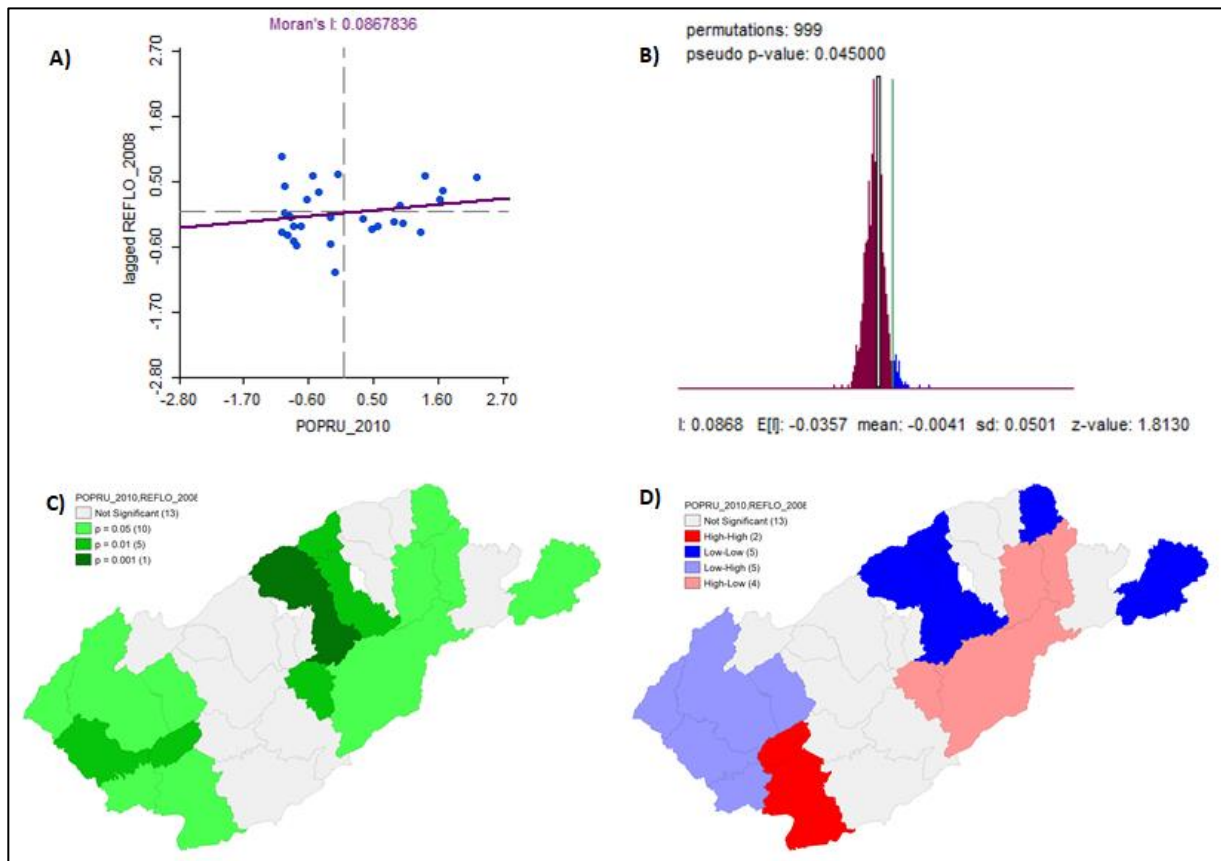 Moran's I: 0.0867836
A)
2.70
1.60
0.50
-0.60
-1.70
-2.80
lagged REFLO_2008
-2.80 -1.70 -0.60 0.50 1.60 2.70
POPRU_2010
B)
permutations: 999
pseudo p-value: 0.045000
I: 0.0868 E[I]: -0.0357 mean: -0.0041 sd: 0.0501 z-value: 1.8130
C)
POPRU_2010,REFLO_2008
Not Significant (13)
p = 0.05 (10)
p = 0.01 (5)
p = 0.001 (1)
D)
POPRU_2010,REFLO_2008
Not Significant (13)
High-High (2)
Low-Low (5)
Low-High (5)
High-Low (4)